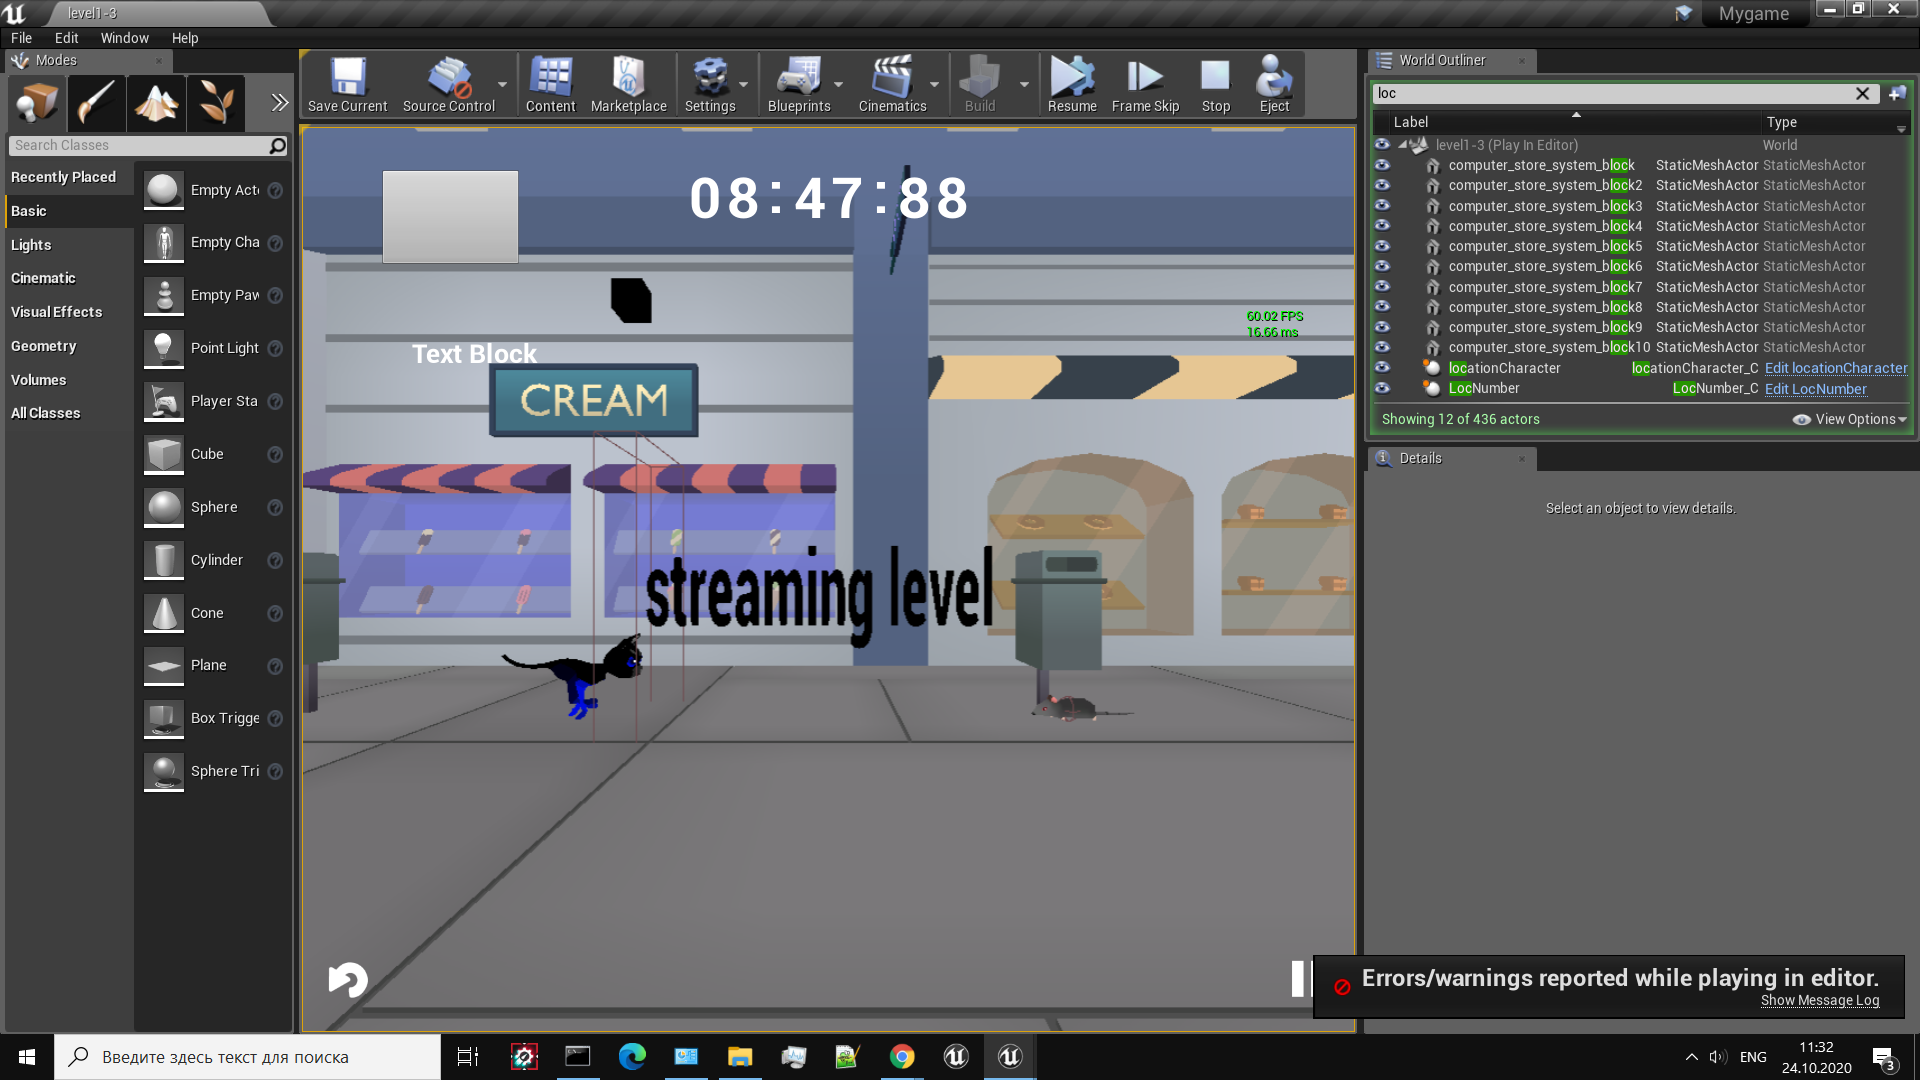 level1-3
Mygame
File Edit Window Help
Modes
Search Classes
Recently Placed
Basic
Lights
Cinematic
Visual Effects
Geometry
Volumes
All Classes
Empty Act
Empty Cha
Empty Pav
Point Light
Player Sta
Cube
Sphere
Cylinder
Cone
Plane
Box Trigge
Sphere Tri
Save Current Source Control Content Marketplace Settings Blueprints Cinematics Build Resume Frame Skip Stop Eject
08:47:88
60.02 FPS
16.66 ms
Text Block
CREAM
streaming level
World Outliner
loc
Label Type
level1-3 (Play In Editor) World
computer_store_system_block StaticMeshActor StaticMeshActor
computer_store_system_block2 StaticMeshActor StaticMeshActor
computer_store_system_block3 StaticMeshActor StaticMeshActor
computer_store_system_block4 StaticMeshActor StaticMeshActor
computer_store_system_block5 StaticMeshActor StaticMeshActor
computer_store_system_block6 StaticMeshActor StaticMeshActor
computer_store_system_block7 StaticMeshActor StaticMeshActor
computer_store_system_block8 StaticMeshActor StaticMeshActor
computer_store_system_block9 StaticMeshActor StaticMeshActor
computer_store_system_block10 StaticMeshActor StaticMeshActor
locationCharacter locationCharacter_C Edit locationCharacter
LocNumber LocNumber_C Edit LocNumber
Showing 12 of 436 actors View Options
Details
Select an object to view details.
Errors/warnings reported while playing in editor.
Show Message Log
Введите здесь текст для поиска
ENG
11:32
24.10.2020
3